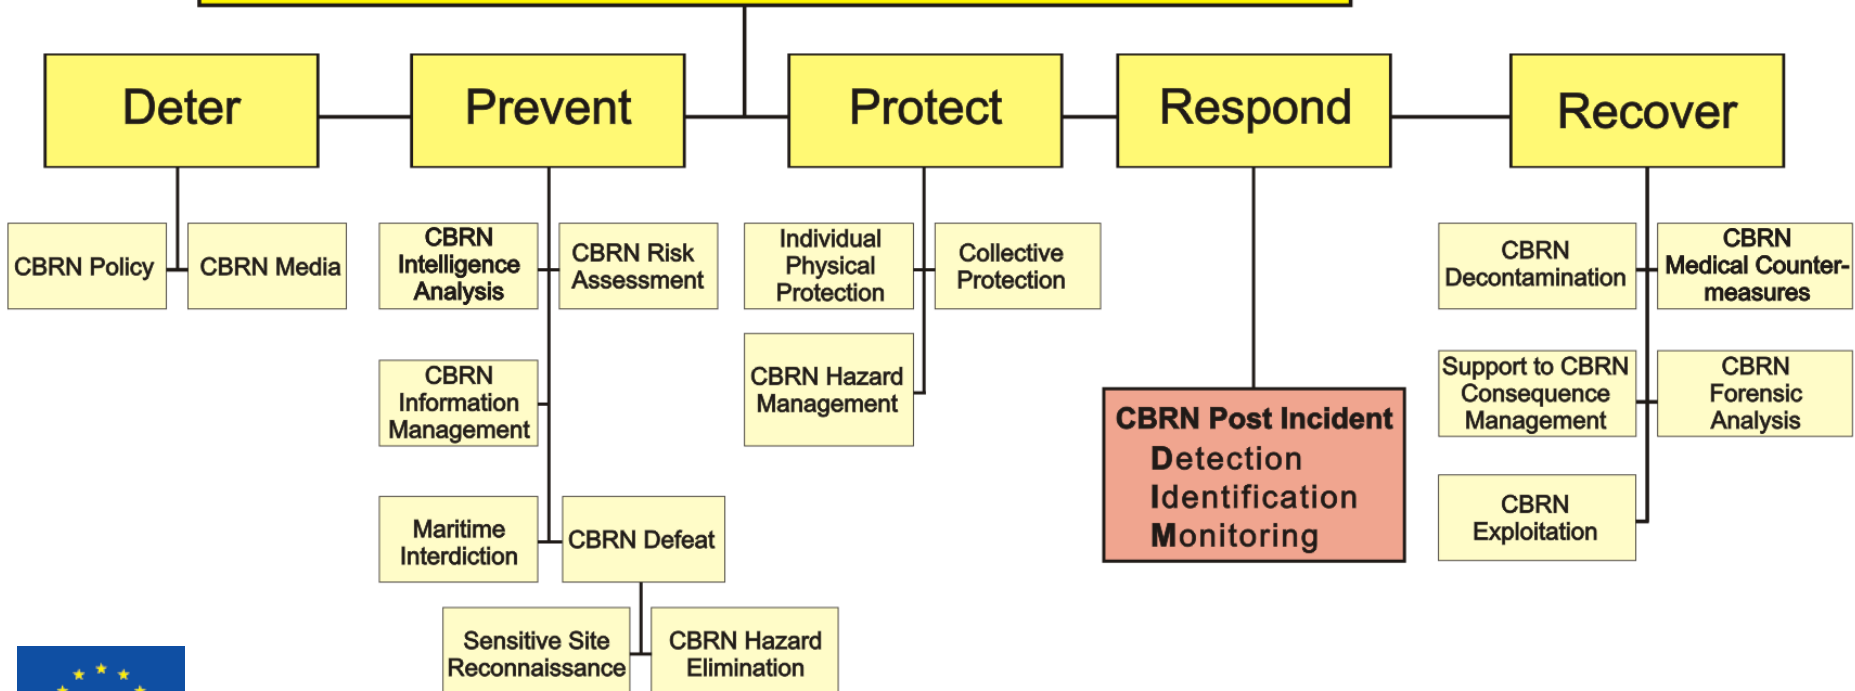 Deter
Prevent
Protect
Respond
Recover
CBRN Policy
CBRN Media
CBRN
Intelligence
Analysis
CBRN Risk
Assessment
CBRN
Information
Management
Maritime
Interdiction
CBRN Defeat
Sensitive Site
Reconnaissance
CBRN Hazard
Elimination
Individual
Physical
Protection
Collective
Protection
CBRN Hazard
Management
CBRN Post Incident
Detection
Identification
Monitoring
CBRN
Decontamination
CBRN
Medical Counter-
measures
Support to CBRN
Consequence
Management
CBRN
Forensic
Analysis
CBRN
Exploitation